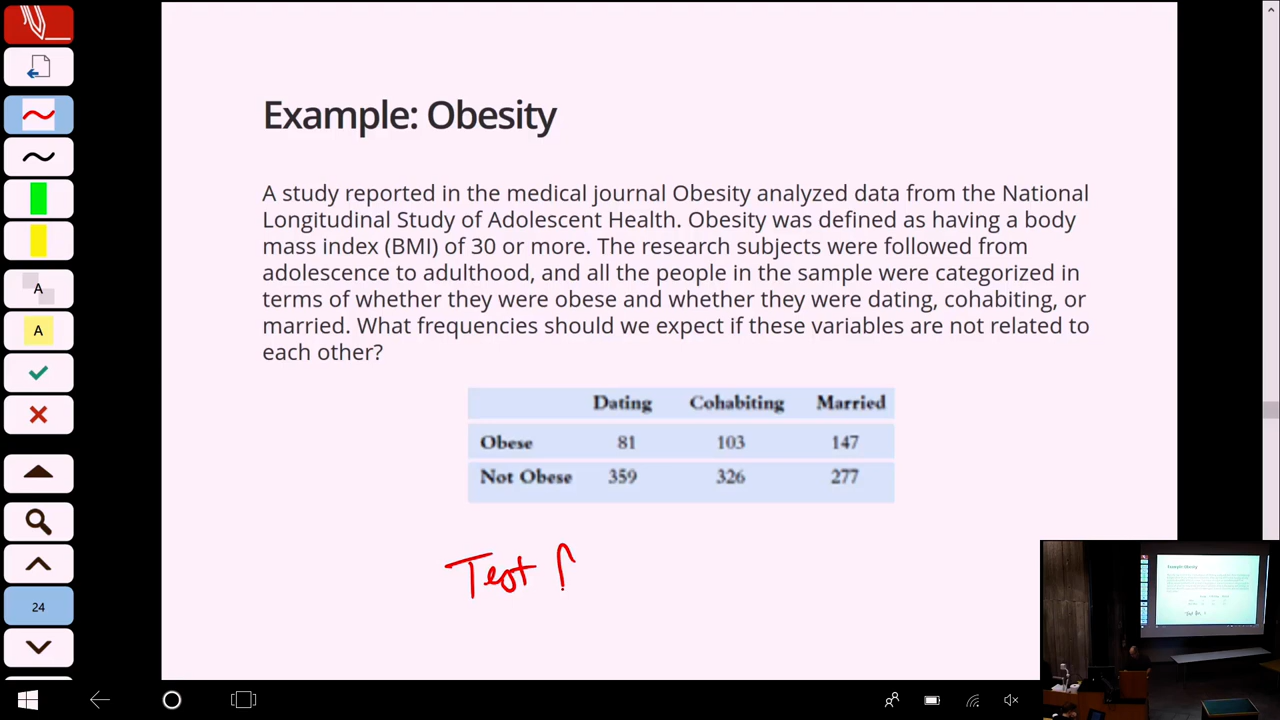 Example: Obesity
A study reported in the medical journal Obesity analyzed data from the National
Longitudinal Study of Adolescent Health. Obesity was defined as having a body
mass index (BMI) of 30 or more. The research subjects were followed from
adolescence to adulthood, and all the people in the sample were categorized in
terms of whether they were obese and whether they were dating, cohabiting, or
married. What frequencies should we expect if these variables are not related to
each other?
Dating Cohabiting Married
Obese 81 103 147
Not Obese 359 326 277
Test
A
A
24